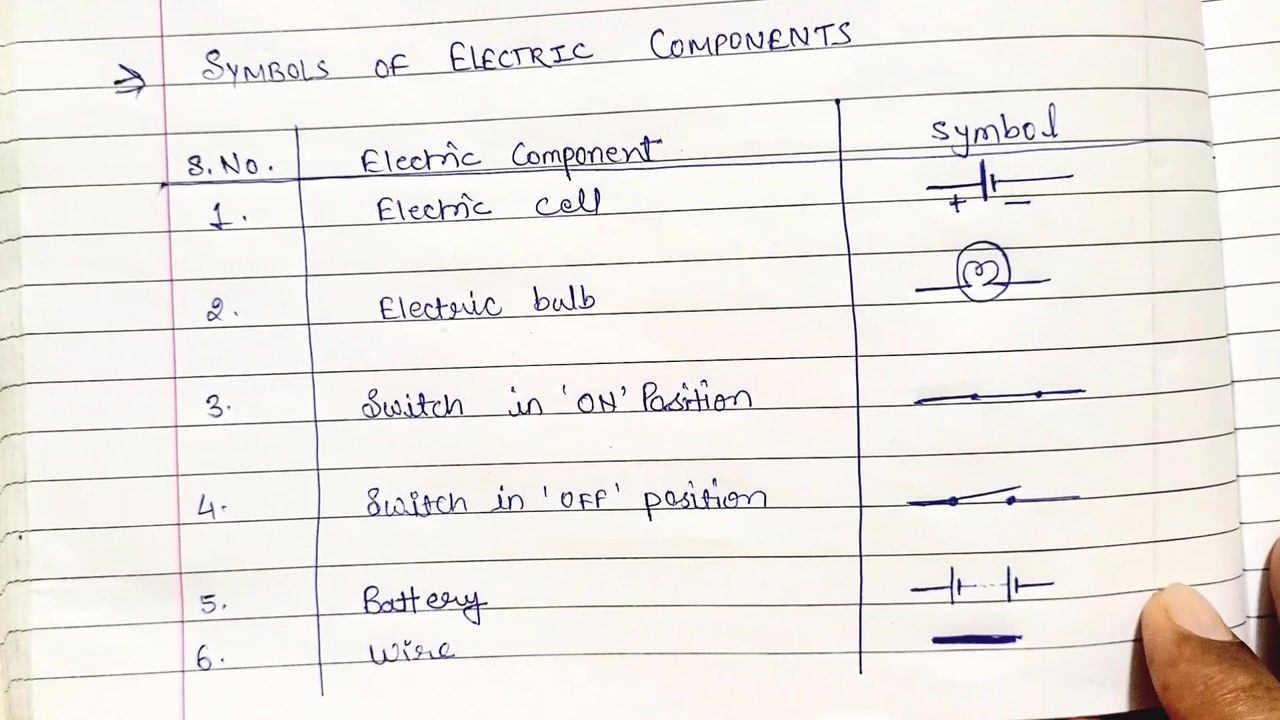 ⇒ SYMBOLS OF ELECTRIC COMPONENTS
S. No. Electric Component Symbol
1. Electric cell + –
2. Electric bulb
3. Switch in 'ON' Position
4. Switch in 'OFF' position
5. Battery
6. Wire